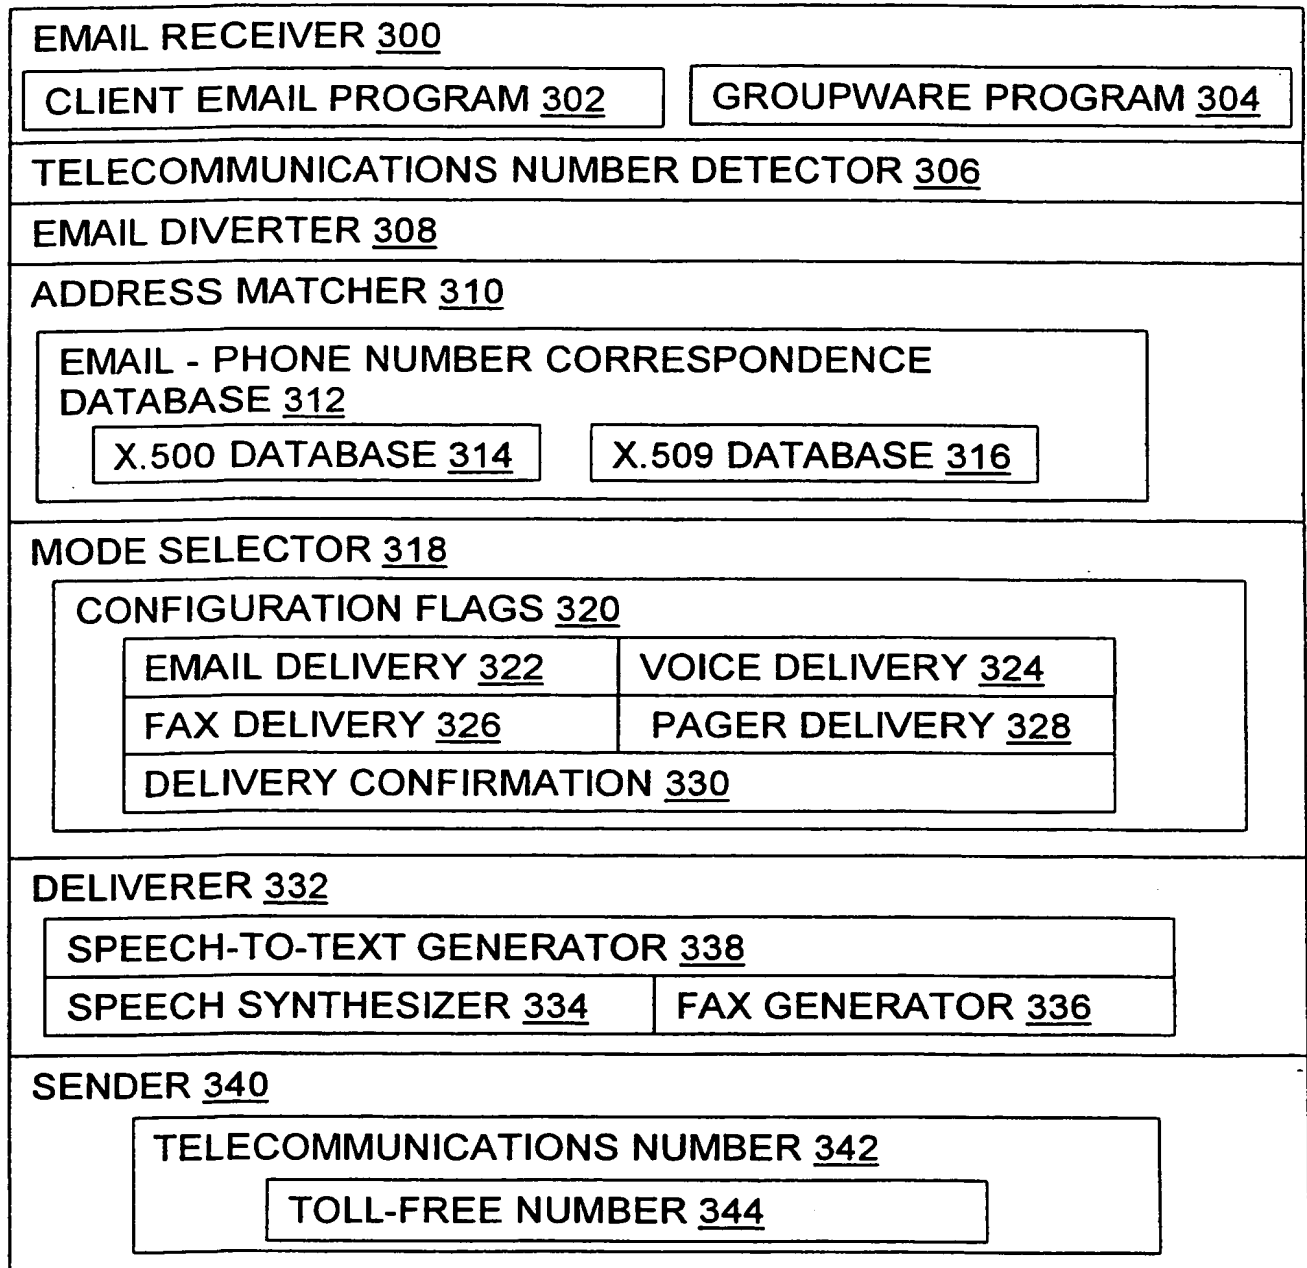 EMAIL RECEIVER 300
CLIENT EMAIL PROGRAM 302
GROUPWARE PROGRAM 304
TELECOMMUNICATIONS NUMBER DETECTOR 306
EMAIL DIVERTER 308
ADDRESS MATCHER 310
EMAIL - PHONE NUMBER CORRESPONDENCE
DATABASE 312
X.500 DATABASE 314
X.509 DATABASE 316
MODE SELECTOR 318
CONFIGURATION FLAGS 320
EMAIL DELIVERY 322
VOICE DELIVERY 324
FAX DELIVERY 326
PAGER DELIVERY 328
DELIVERY CONFIRMATION 330
DELIVERER 332
SPEECH-TO-TEXT GENERATOR 338
SPEECH SYNTHESIZER 334
FAX GENERATOR 336
SENDER 340
TELECOMMUNICATIONS NUMBER 342
TOLL-FREE NUMBER 344